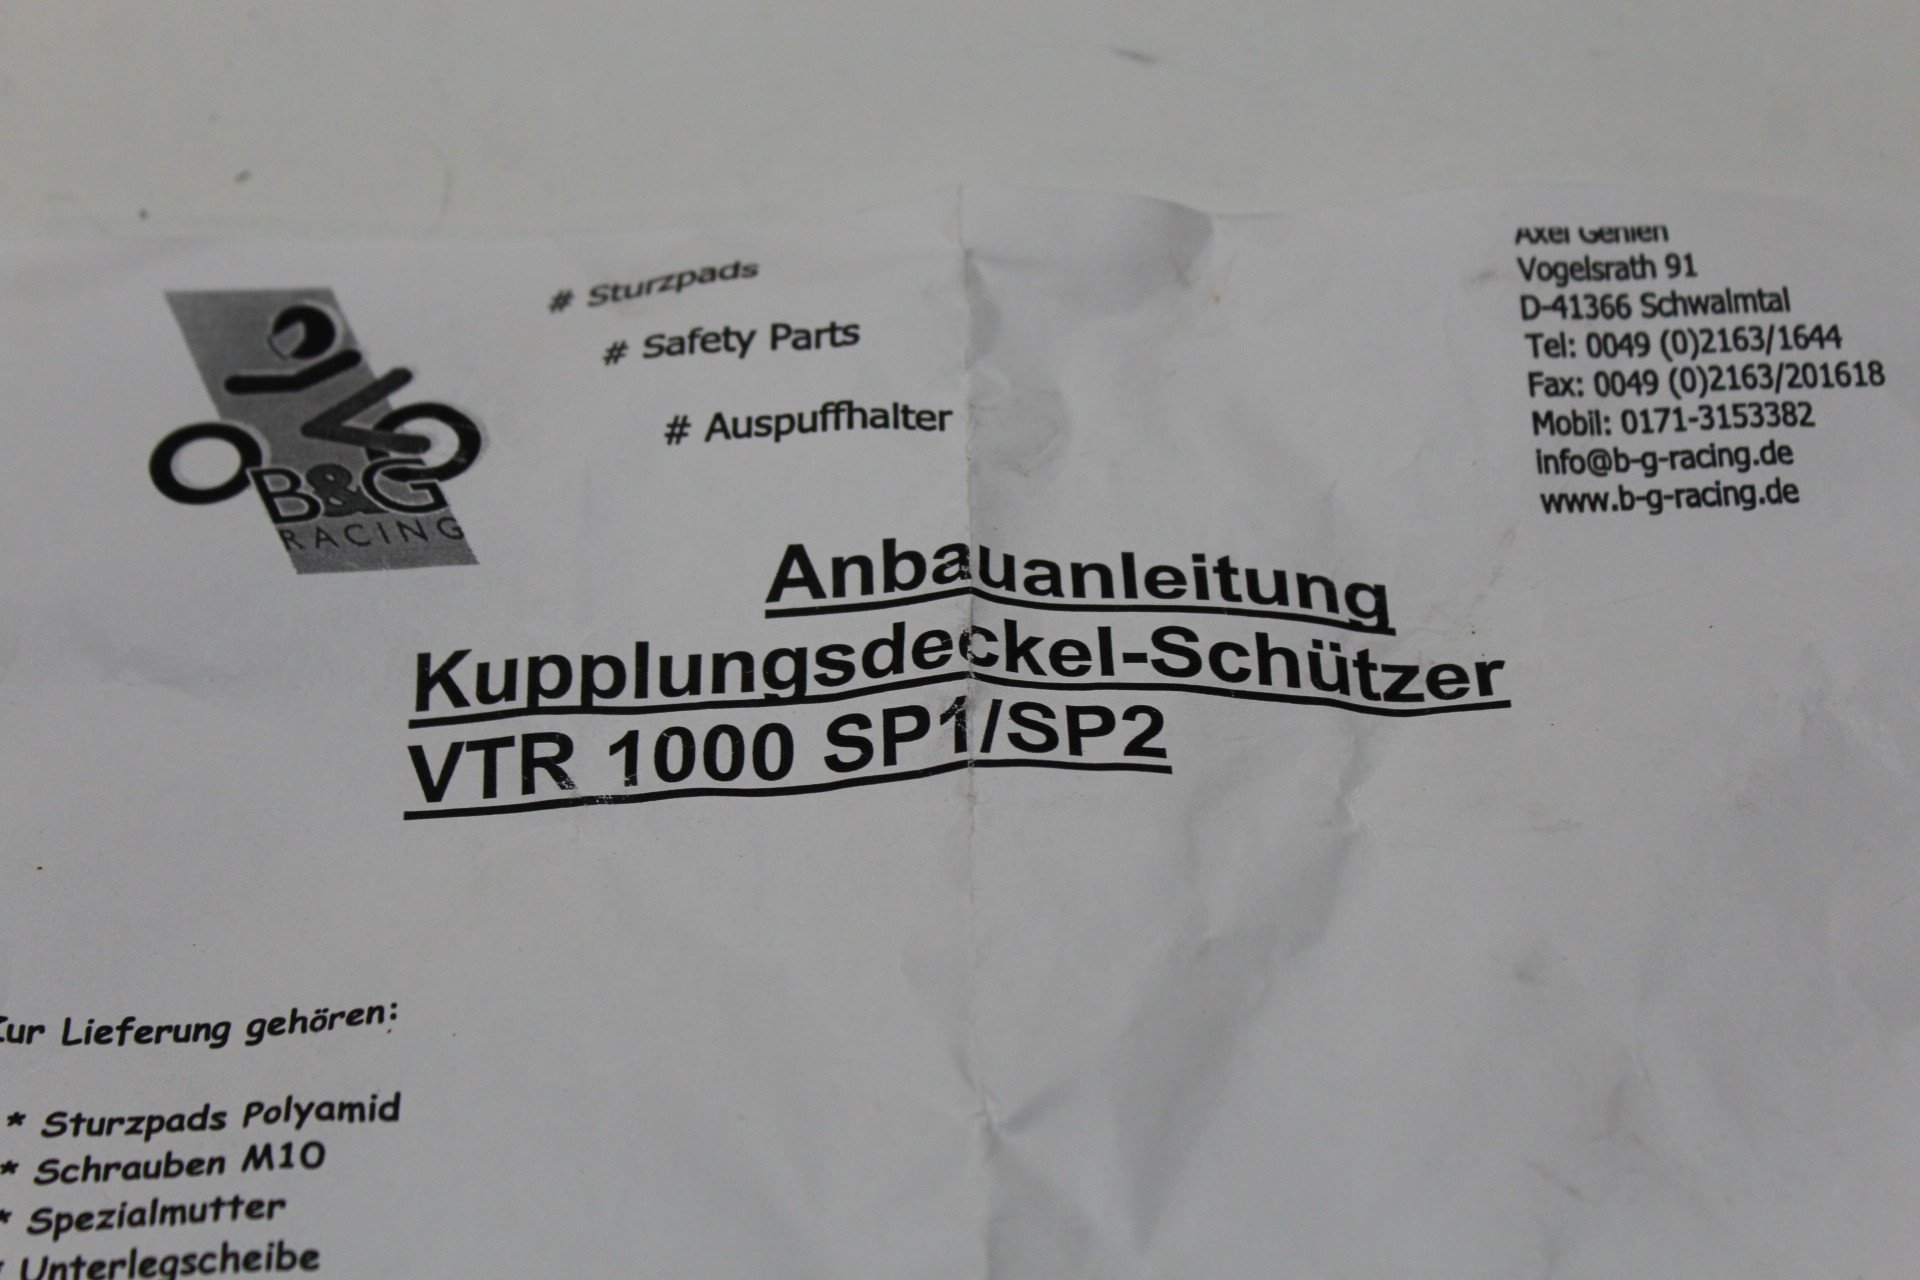 B&G
RACING
# Sturzpads
# Safety Parts
# Auspuffhalter
Axel
Vogelsrath 91
D-41366 Schwalmtal
Tel: 0049 (0)2163/1644
Fax: 0049 (0)2163/201618
Mobil: 0171-3153382
info@b-g-racing.de
www.b-g-racing.de
Anbauanleitung
Kupplungsdeckel-Schützer
VTR 1000 SP1/SP2
Zur Lieferung gehören:
* Sturzpads Polyamid
* Schrauben M10
* Spezialmutter
* Unterlegscheibe